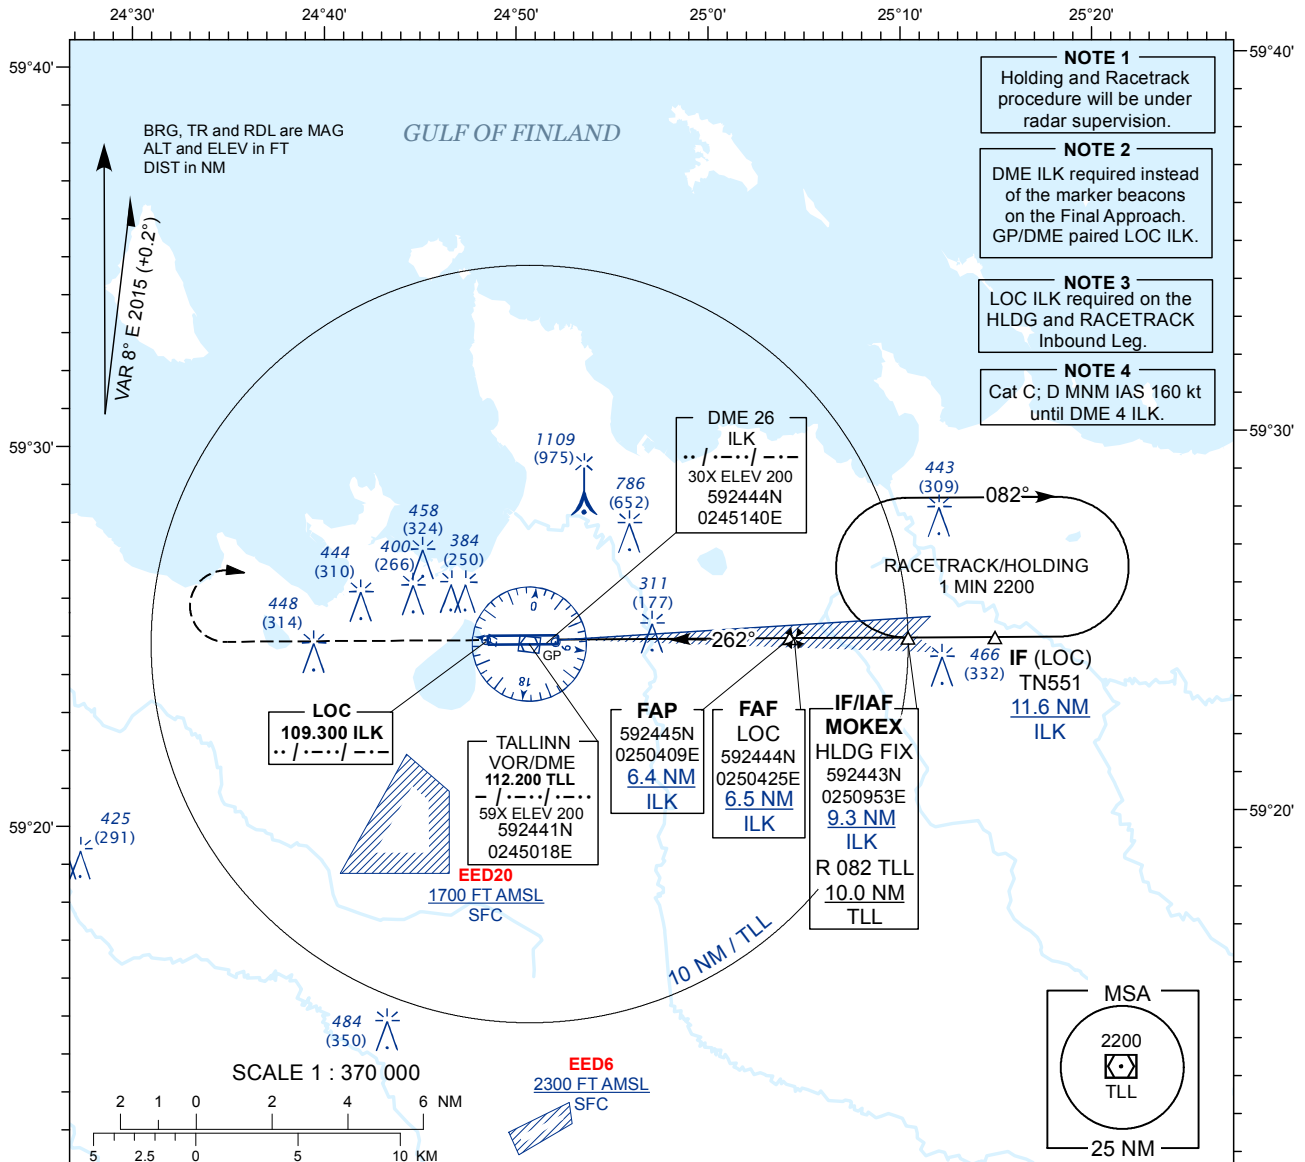 24°30'
24°40'
24°50'
25°00'
25°10'
25°20'
59°40'
59°40'
BRG, TR and RDL are MAG
ALT and ELEV in FT
DIST in NM
VAR 8° E 2015 (+0.2°)
GULF OF FINLAND
NOTE 1
Holding and Racetrack
procedure will be under
radar supervision.
NOTE 2
DME ILK required instead
of the marker beacons
on the Final Approach.
GP/DME paired LOC ILK.
NOTE 3
LOC ILK required on the
HLDG and RACETRACK
Inbound Leg.
NOTE 4
Cat C; D MNM IAS 160 kt
until DME 4 ILK.
59°30'
59°30'
DME 26
ILK
·· / ·–·· / –·–
30X ELEV 200
592444N
0245140E
1109
(975)
786
(652)
443
(309)
082°
458
(324)
384
(250)
400
(266)
444
(310)
448
(314)
311
(177)
RACETRACK/HOLDING
1 MIN 2200
0
9
18
GP
262°
466
(332)
IF (LOC)
TN551
11.6 NM
ILK
LOC
109.300 ILK
·· / ·–·· / –·–
TALLINN
VOR/DME
112.200 TLL
– / ·–·· / ·–··
59X ELEV 200
592441N
0245018E
FAP
592445N
0250409E
6.4 NM
ILK
FAF
LOC
592444N
0250425E
6.5 NM
ILK
IF/IAF
MOKEX
HLDG FIX
592443N
0250953E
9.3 NM
ILK
R 082 TLL
10.0 NM
TLL
59°20'
59°20'
425
(291)
EED20
1700 FT AMSL
SFC
10 NM / TLL
484
(350)
EED6
2300 FT AMSL
SFC
SCALE 1 : 370 000
2 1 0 2 4 6 NM
5 2.5 0 5 10 KM
MSA
2200
TLL
25 NM